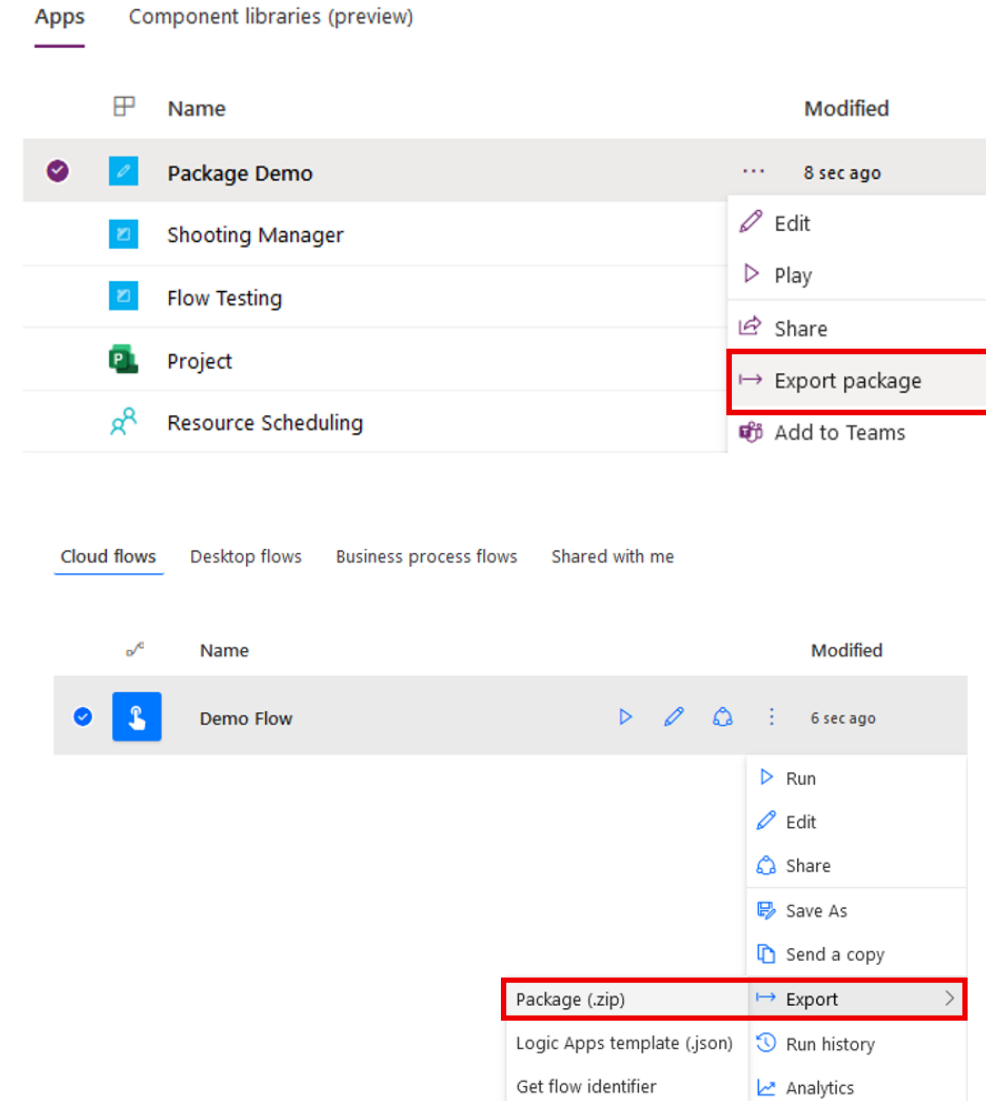 Apps Component libraries (preview)
Name Modified
Package Demo ... 8 sec ago
Edit
Shooting Manager
Play
Flow Testing
Share
Project
Export package
Resource Scheduling
Add to Teams
Cloud flows Desktop flows Business process flows Shared with me
Name Modified
Demo Flow 6 sec ago
Run
Edit
Share
Save As
Send a copy
Package (.zip) Export
Logic Apps template (.json) Run history
Get flow identifier Analytics